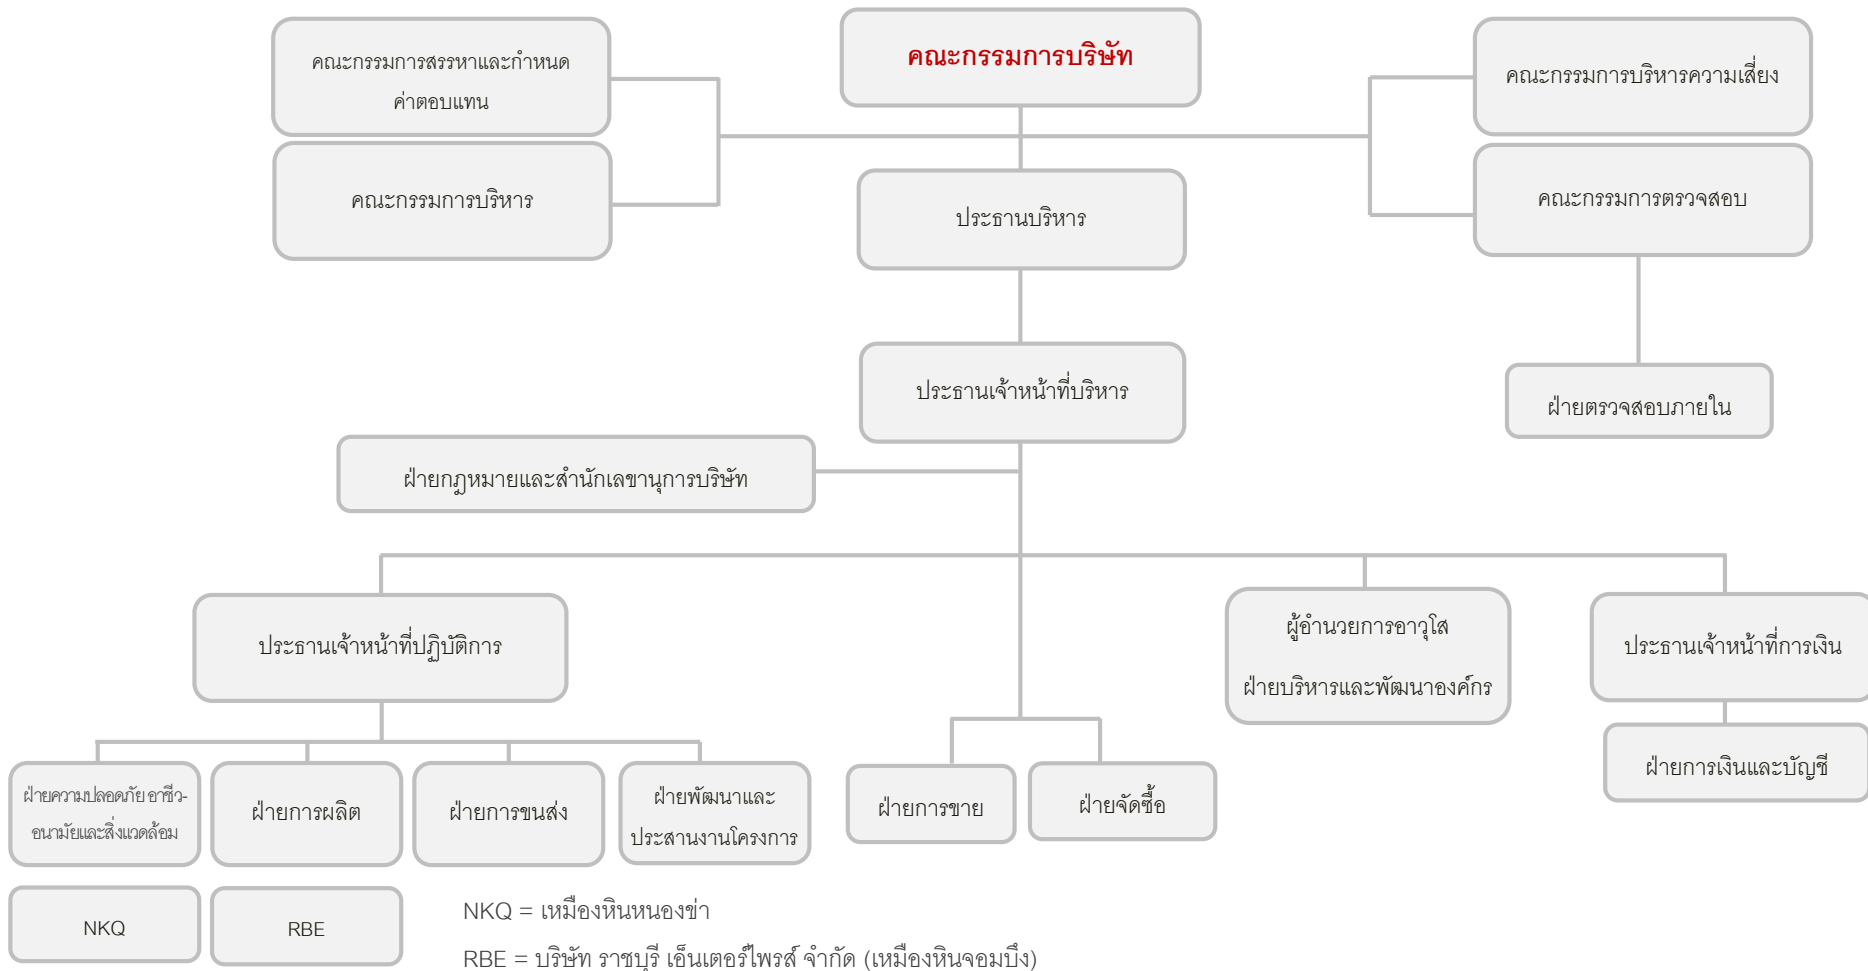 คณะกรรมการบริษัท
คณะกรรมการสรรหาและกำหนด
ค่าตอบแทน
คณะกรรมการบริหารความเสี่ยง
คณะกรรมการบริหาร
คณะกรรมการตรวจสอบ
ประธานบริหาร
ประธานเจ้าหน้าที่บริหาร
ฝ่ายตรวจสอบภายใน
ฝ่ายกฎหมายและสำนักเลขานุการบริษัท
ประธานเจ้าหน้าที่ปฏิบัติการ
ผู้อำนวยการอาวุโส
ฝ่ายบริหารและพัฒนาองค์กร
ประธานเจ้าหน้าที่การเงิน
ฝ่ายความปลอดภัย อาชีว-
อนามัยและสิ่งแวดล้อม
ฝ่ายการผลิต
ฝ่ายการขนส่ง
ฝ่ายพัฒนาและ
ประสานงานโครงการ
ฝ่ายการขาย
ฝ่ายจัดซื้อ
ฝ่ายการเงินและบัญชี
NKQ
RBE
NKQ = เหมืองหินหนองข่า
RBE = บริษัท ราชบุรี เอ็นเตอร์ไพรส์ จำกัด (เหมืองหินจอมบึง)